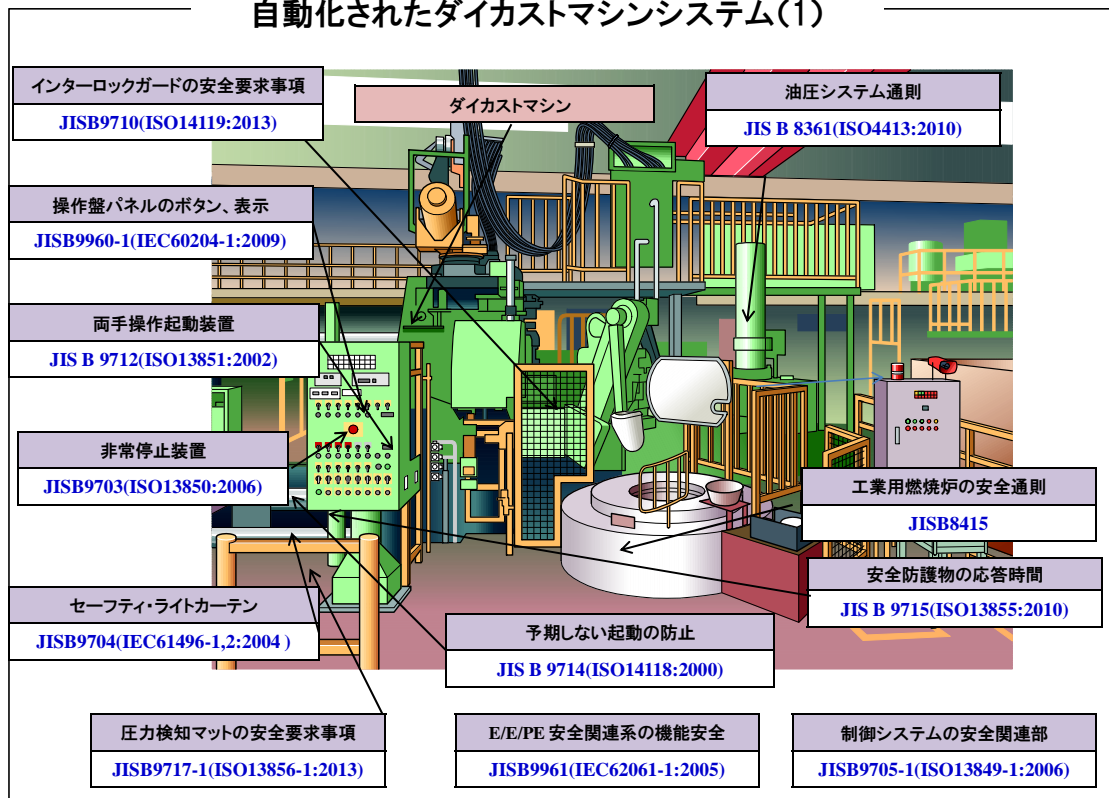 自動化されたダイカストマシンシステム(1)
インターロックガードの安全要求事項
JISB9710(ISO14119:2013)
ダイカストマシン
油圧システム通則
JIS B 8361(ISO4413:2010)
操作盤パネルのボタン、表示
JISB9960-1(IEC60204-1:2009)
両手操作起動装置
JIS B 9712(ISO13851:2002)
非常停止装置
JISB9703(ISO13850:2006)
工業用燃焼炉の安全通則
JISB8415
安全防護物の応答時間
JIS B 9715(ISO13855:2010)
セーフティ・ライトカーテン
JISB9704(IEC61496-1,2:2004 )
予期しない起動の防止
JIS B 9714(ISO14118:2000)
圧力検知マットの安全要求事項
JISB9717-1(ISO13856-1:2013)
E/E/PE 安全関連系の機能安全
JISB9961(IEC62061-1:2005)
制御システムの安全関連部
JISB9705-1(ISO13849-1:2006)